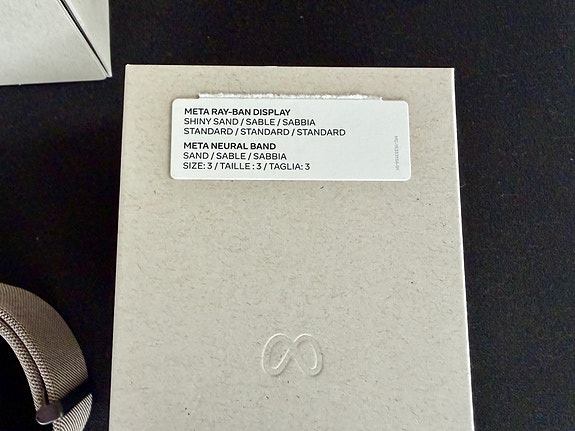 META RAY-BAN DISPLAY
SHINY SAND / SABLE / SABBIA
STANDARD / STANDARD / STANDARD
META NEURAL BAND
SAND / SABLE / SABBIA
SIZE: 3 / TAILLE : 3 / TAGLIA: 3